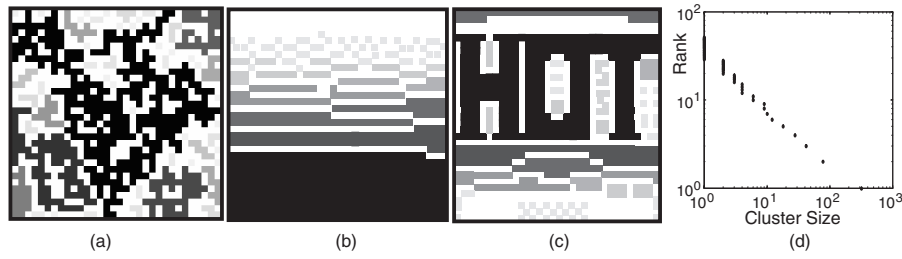 HOT
10²
10¹
10⁰
Rank
10⁰ 10¹ 10² 10³
Cluster Size
(a) (b) (c) (d)